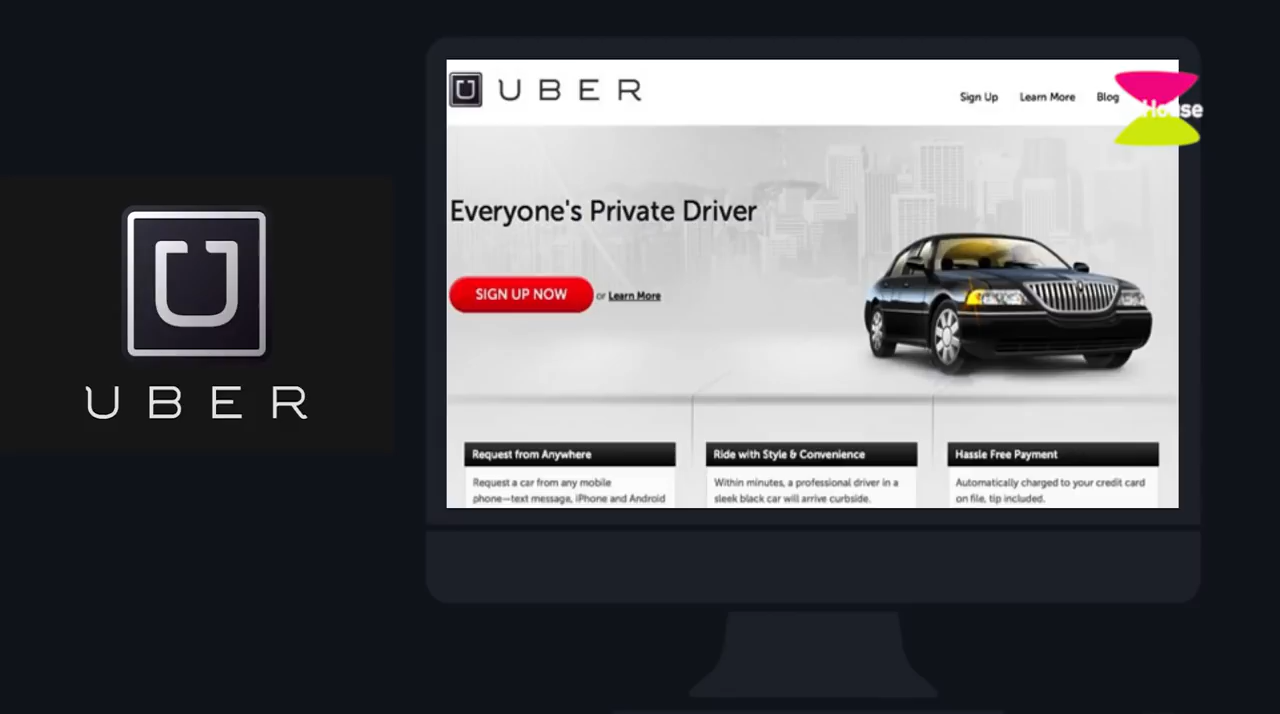 UBER
Sign Up Learn More Blog
House
Everyone's Private Driver
SIGN UP NOW or Learn More
UBER
Request from Anywhere
Request a car from any mobile
phone—text message, iPhone and Android
Ride with Style & Convenience
Within minutes, a professional driver in a
sleek black car will arrive curbside.
Hassle Free Payment
Automatically charged to your credit card
on file, tip included.